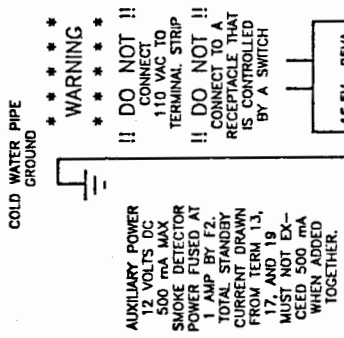 COLD WATER PIPE
GROUND
* * * * *
WARNING
* * * * *
!! DO NOT !!
CONNECT
110 VAC TO
TERMINAL STRIP
!! DO NOT !!
CONNECT TO A
RECEPTACLE THAT
IS CONTROLLED
BY A SWITCH
AUXILIARY POWER
12 VOLTS DC
500 mA MAX
SMOKE DETECTOR
POWER FUSED AT
1 AMP BY F2.
TOTAL STANDBY
CURRENT DRAWN
FROM TERM 13,
17, AND 19
MUST NOT EX-
CEED 500 mA
WHEN ADDED
TOGETHER.